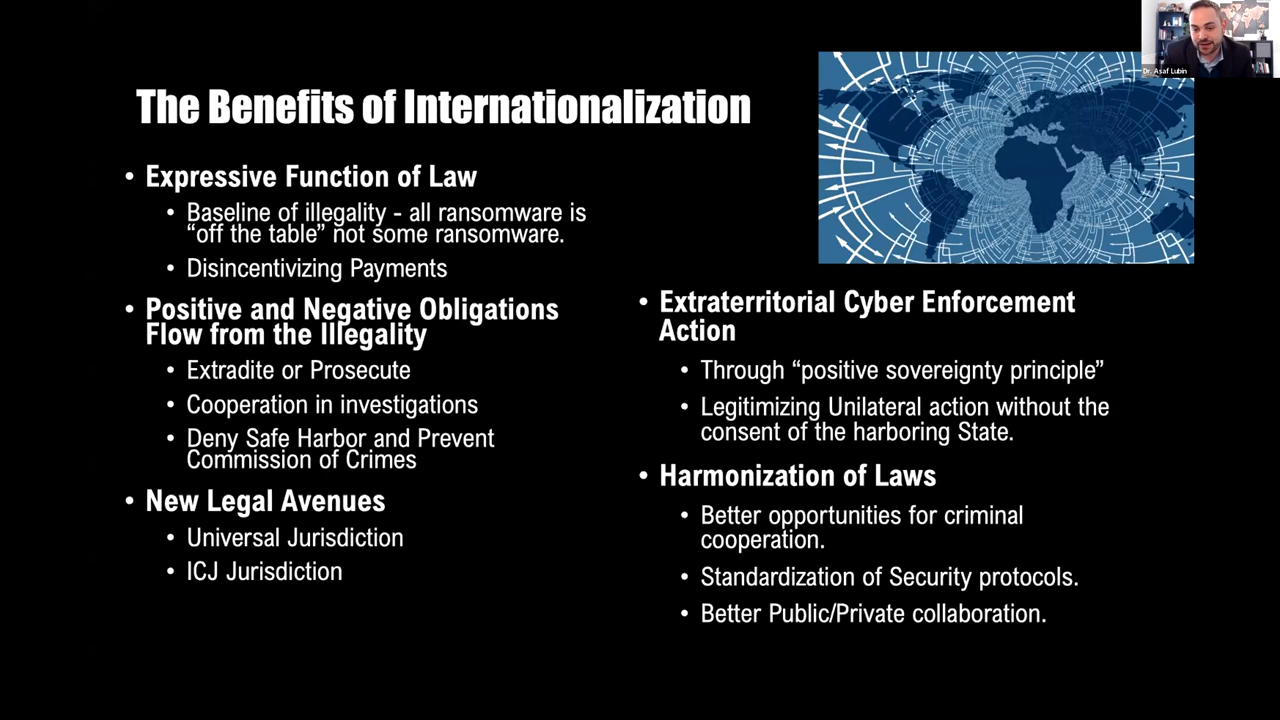 Dr. Asaf Lubin
The Benefits of Internationalization
• Expressive Function of Law
• Baseline of illegality - all ransomware is
“off the table” not some ransomware.
• Disincentivizing Payments
• Positive and Negative Obligations
Flow from the Illegality
• Extradite or Prosecute
• Cooperation in investigations
• Deny Safe Harbor and Prevent
Commission of Crimes
• New Legal Avenues
• Universal Jurisdiction
• ICJ Jurisdiction
• Extraterritorial Cyber Enforcement
Action
• Through “positive sovereignty principle”
• Legitimizing Unilateral action without the
consent of the harboring State.
• Harmonization of Laws
• Better opportunities for criminal
cooperation.
• Standardization of Security protocols.
• Better Public/Private collaboration.